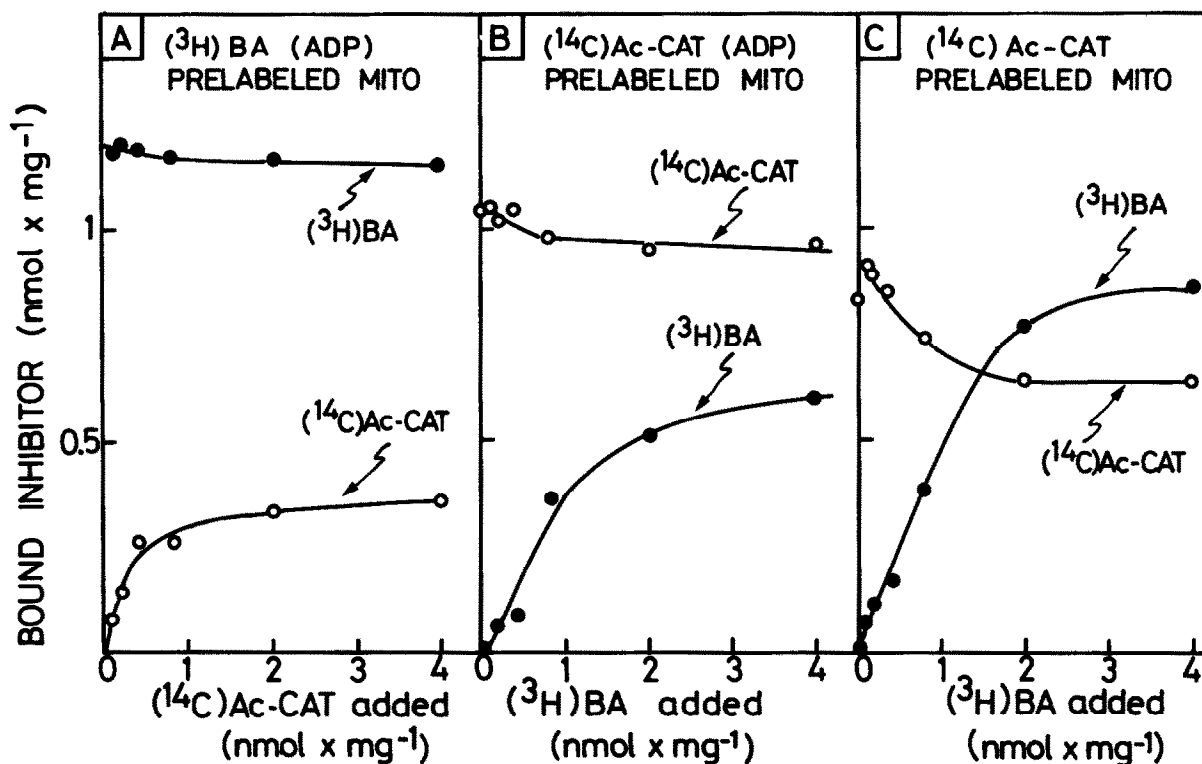 BOUND INHIBITOR (nmol x mg⁻¹)
1
0.5
A
(³H) BA (ADP)
PRELABELED MITO
(³H)BA
(¹⁴C)Ac-CAT
0 1 2 3 4
(¹⁴C)Ac-CAT added
(nmol x mg⁻¹)
B
(¹⁴C)Ac-CAT (ADP)
PRELABELED MITO
(¹⁴C)Ac-CAT
(³H)BA
0 1 2 3 4
(³H)BA added
(nmol x mg⁻¹)
C
(¹⁴C) Ac-CAT
PRELABELED MITO
(³H)BA
(¹⁴C)Ac-CAT
0 1 2 3 4
(³H)BA added
(nmol x mg⁻¹)